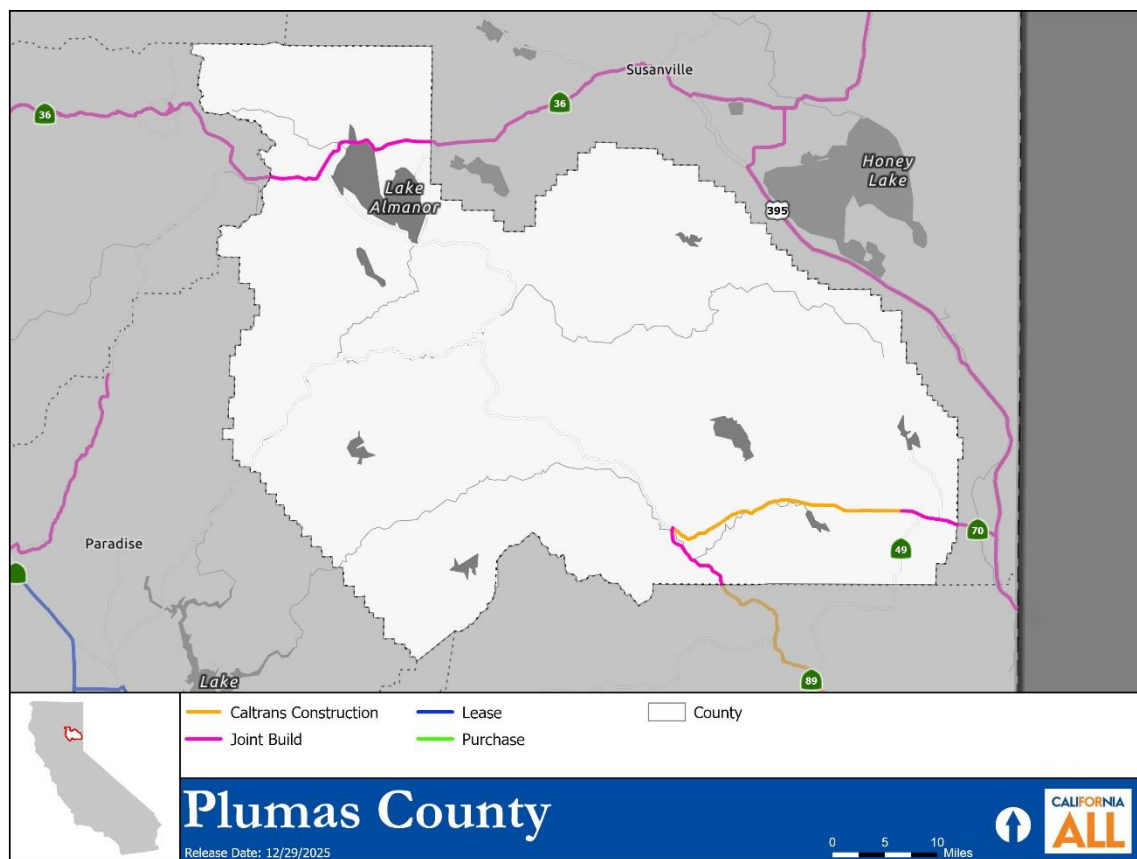 Susanville
36
36
Honey
Lake
Lake
Almanor
395
Paradise
70
49
Lake
89
Caltrans Construction
Lease
County
Joint Build
Purchase
Plumas County
Release Date: 12/29/2025
0 5 10
Miles
CALIFORNIA
ALL